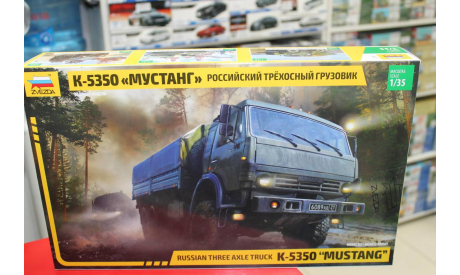 К-5350 «МУСТАНГ» РОССИЙСКИЙ ТРЁХОСНЫЙ ГРУЗОВИК
ZVEZDA
1/35
RUSSIAN THREE AXLE TRUCK K-5350 "MUSTANG"